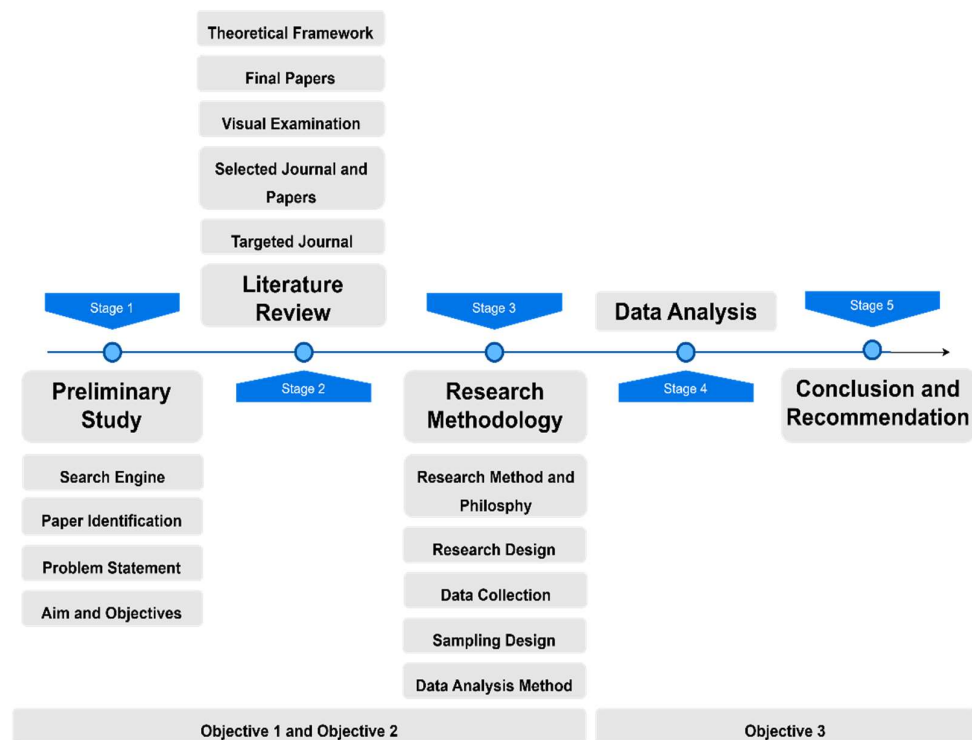 Theoretical Framework
Final Papers
Visual Examination
Selected Journal and
Papers
Targeted Journal
Literature
Review
Stage 1
Stage 3
Data Analysis
Stage 5
Preliminary
Study
Stage 2
Research
Methodology
Stage 4
Conclusion and
Recommendation
Search Engine
Paper Identification
Problem Statement
Aim and Objectives
Research Method and
Philosphy
Research Design
Data Collection
Sampling Design
Data Analysis Method
Objective 1 and Objective 2
Objective 3